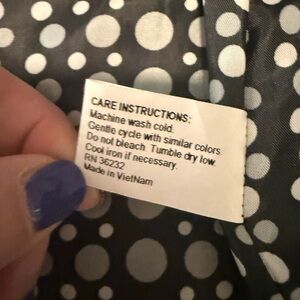 CARE INSTRUCTIONS:
Machine wash cold.
Gentle cycle with similar colors.
Do not bleach. Tumble dry low.
Cool iron if necessary.
RN 36232
Made in VietNam